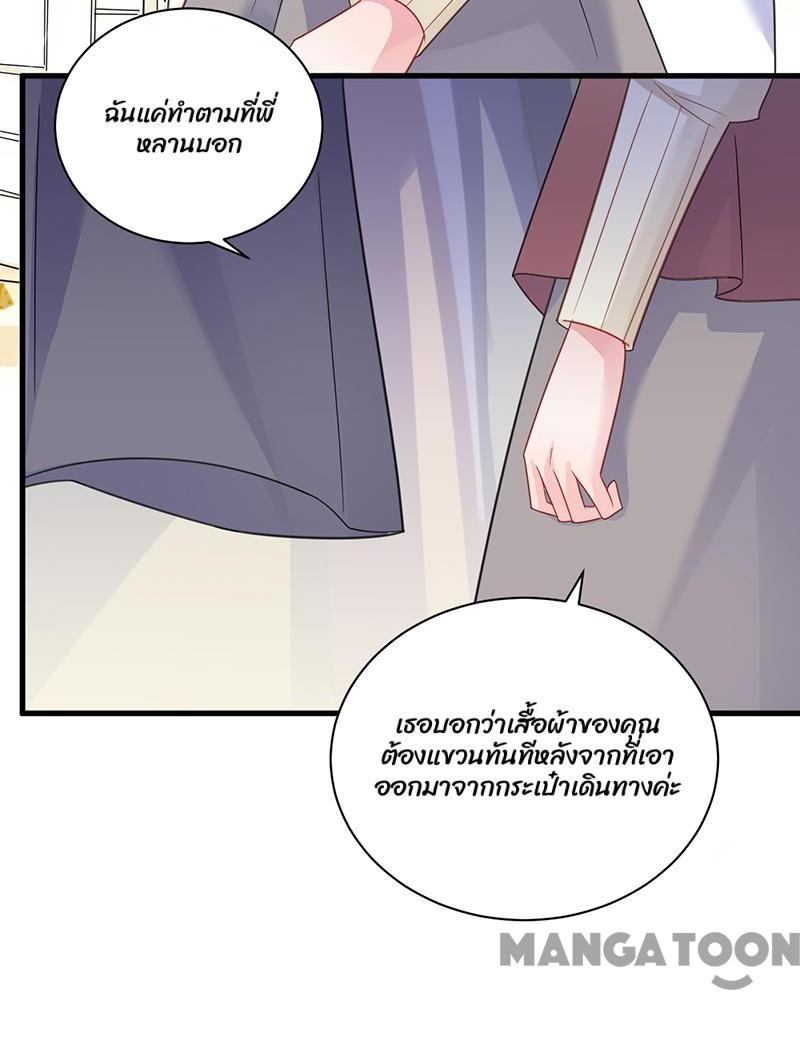 ฉันแค่ทำตามที่พี่
หลานบอก
เธอบอกว่าเสื้อผ้าของคุณ
ต้องแขวนทันทีหลังจากที่เอา
ออกมาจากกระเป๋าเดินทางค่ะ
MANGATOON